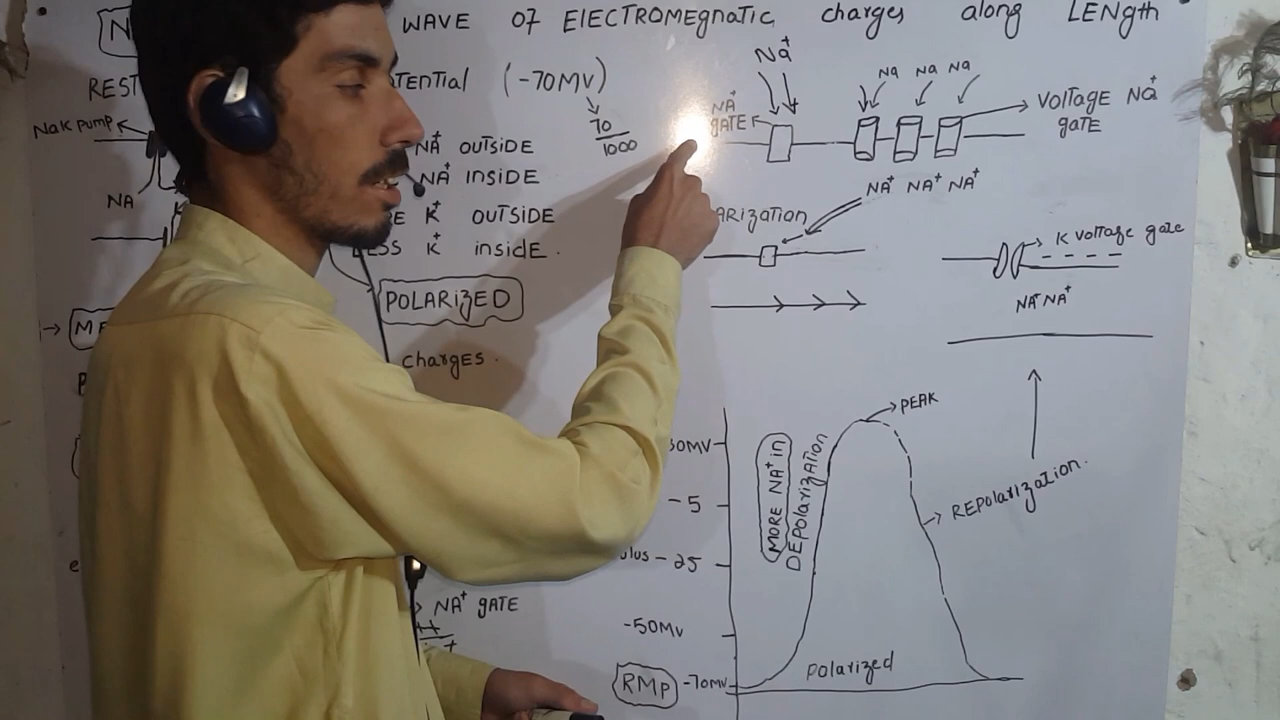 WAVE OF ElECTROMEgnATiC charges along LENgth
REST
TENTial (-70MV)
70
1000
NaK PUMP
NA
NA⁺ OUTSiDE
NA⁺ INSiDE
K⁺ OUTSiDE
K⁺ insidE.
POLARizED
charges.
Na⁺
NA⁺
GATE
Na Na Na
VOlTAgE NA⁺
gATE
NA⁺ NA⁺ NA⁺
ARizATion
K voltage gate
NA⁺ NA⁺
PEAK
MORE NA⁺ in
DEPolARizATION
REPolarizATion.
-5
-25
-50MV
RMP -70MV
Polarized
NA⁺ gATE